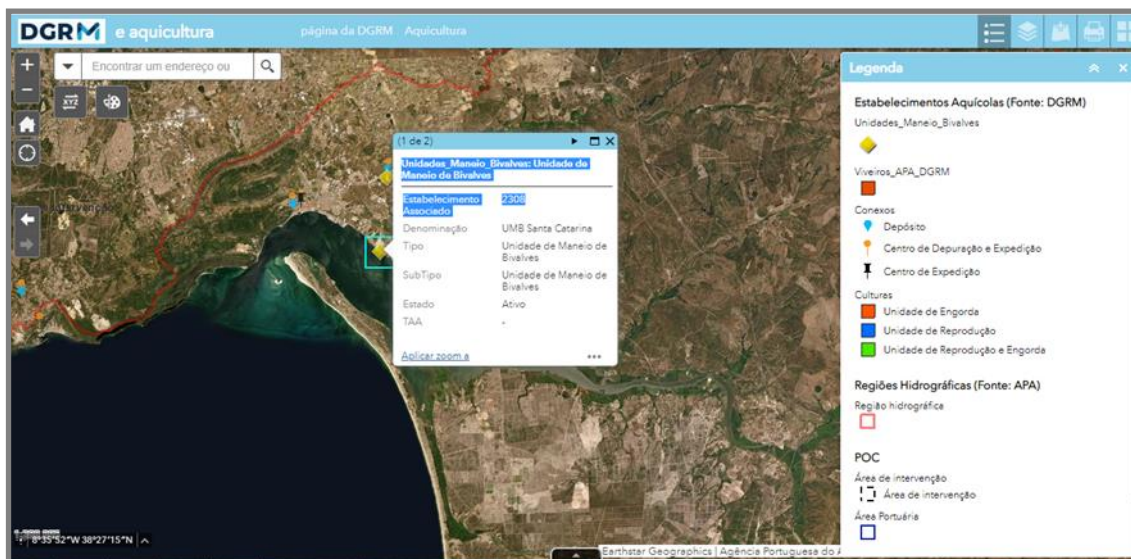 DGRM e aquicultura
página da DGRM Aquicultura
Encontrar um endereço ou
XYZ
(1 de 2)
Unidades_Maneio_Bivalves: Unidade de
Maneio de Bivalves
Estabelecimento
Associado
2308
Denominação UMB Santa Catarina
Tipo Unidade de Maneio de
Bivalves
SubTipo Unidade de Maneio de
Bivalves
Estado Ativo
TAA -
Aplicar zoom a
Legenda
Estabelecimentos Aquícolas (Fonte: DGRM)
Unidades_Maneio_Bivalves
Viveiros_APA_DGRM
Conexos
Depósito
Centro de Depuração e Expedição
Centro de Expedição
Culturas
Unidade de Engorda
Unidade de Reprodução
Unidade de Reprodução e Engorda
Regiões Hidrográficas (Fonte: APA)
Região hidrográfica
POC
Área de intervenção
Área de intervenção
Área Portuária
8°35'52"W 38°27'15"N
Earthstar Geographics | Agência Portuguesa do A